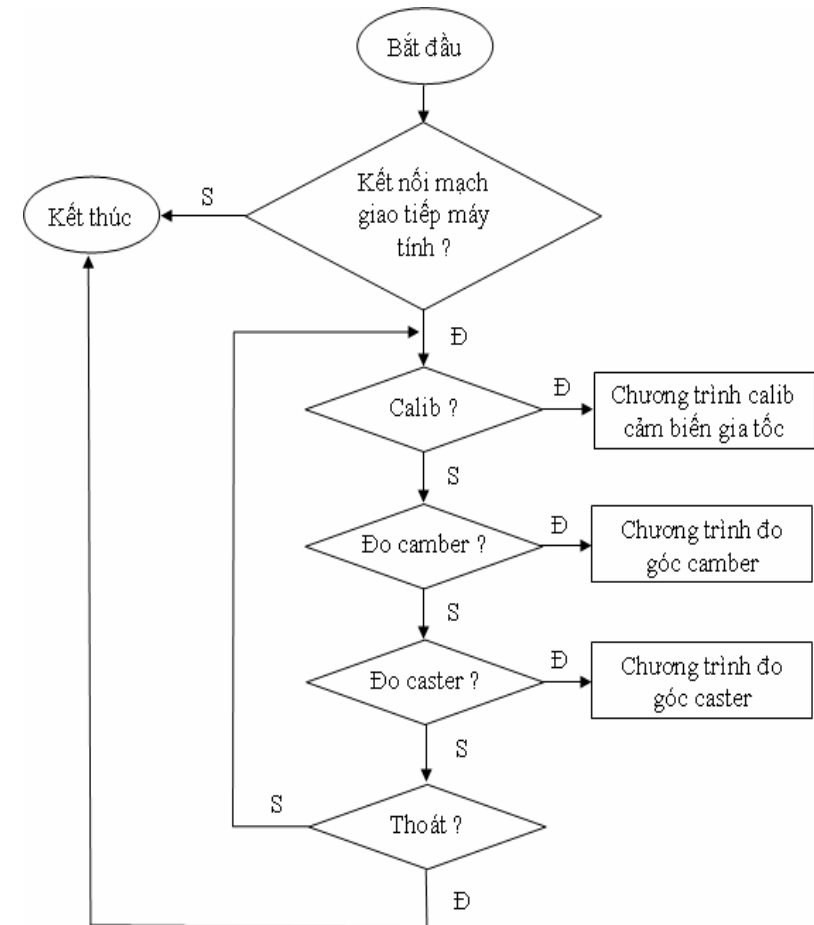 Bắt đầu
Kết nối mạch
giao tiếp máy
tính ?
S
Kết thúc
Đ
Calib ?
Đ
Chương trình calib
cảm biến gia tốc
S
Đo camber ?
Đ
Chương trình đo
góc camber
S
Đo caster ?
Đ
Chương trình đo
góc caster
S
Thoát ?
S
Đ